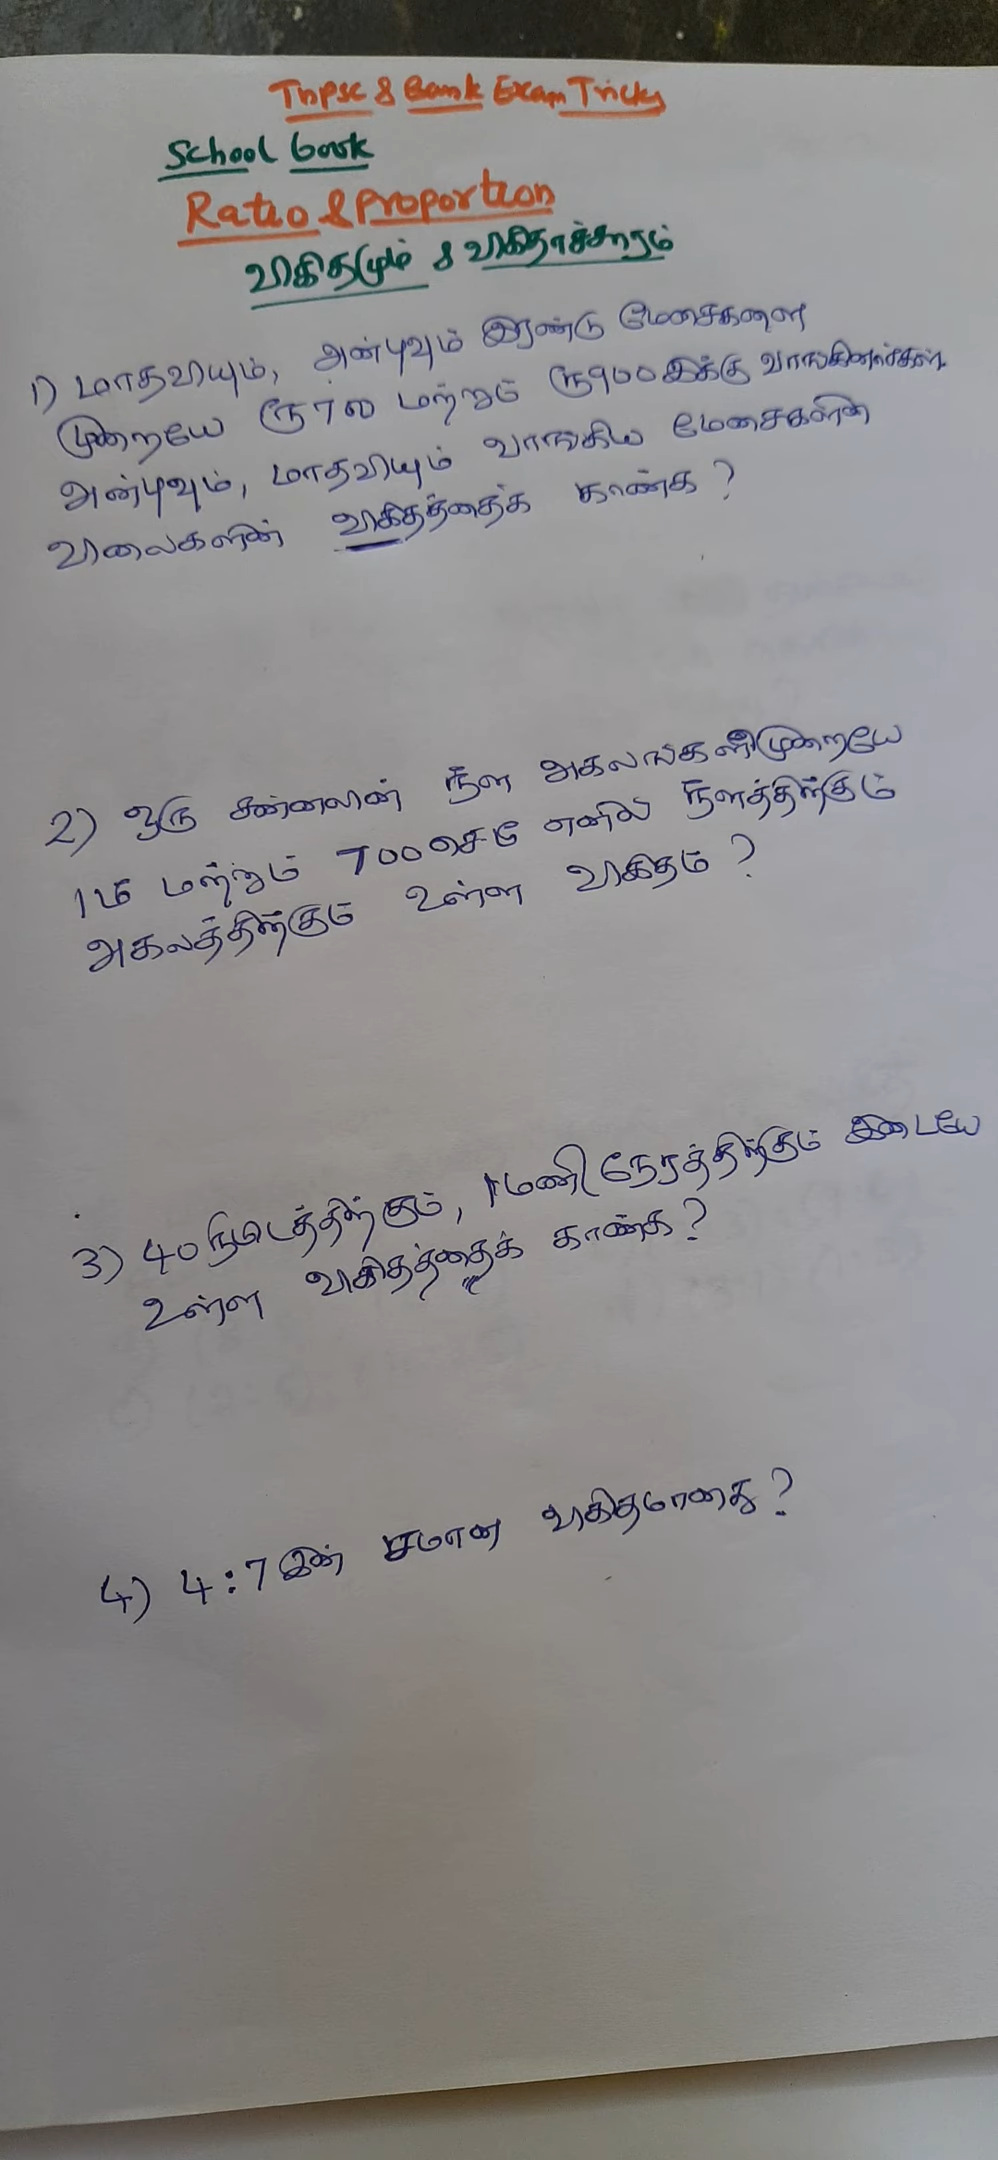 Tnpsc & Bank Exam Tricks
School book
Ratio & Proportion
விகிதமும் & விகிதாச்சாரம்
1) மாதவியும், அன்புவும் இரண்டு மேசைகளை
முறையே ரூ 750 மற்றும் ரூ 900 இக்கு வாங்கினார்கள்.
அன்புவும், மாதவியும் வாங்கிய மேசைகளின்
விலைகளின் விகிதத்தைக் காண்க?
2) ஒரு சன்னலின் நீள அகலங்கள் முறையே
1மீ மற்றும் 700 செ.மீ எனில் நீளத்திற்கும்
அகலத்திற்கும் உள்ள விகிதம்?
3) 40 நிமிடத்திற்கும், 1மணி நேரத்திற்கும் இடையே
உள்ள விகிதத்தைக் காண்க?
4) 4:7 இன் சமான விகிதமானது?